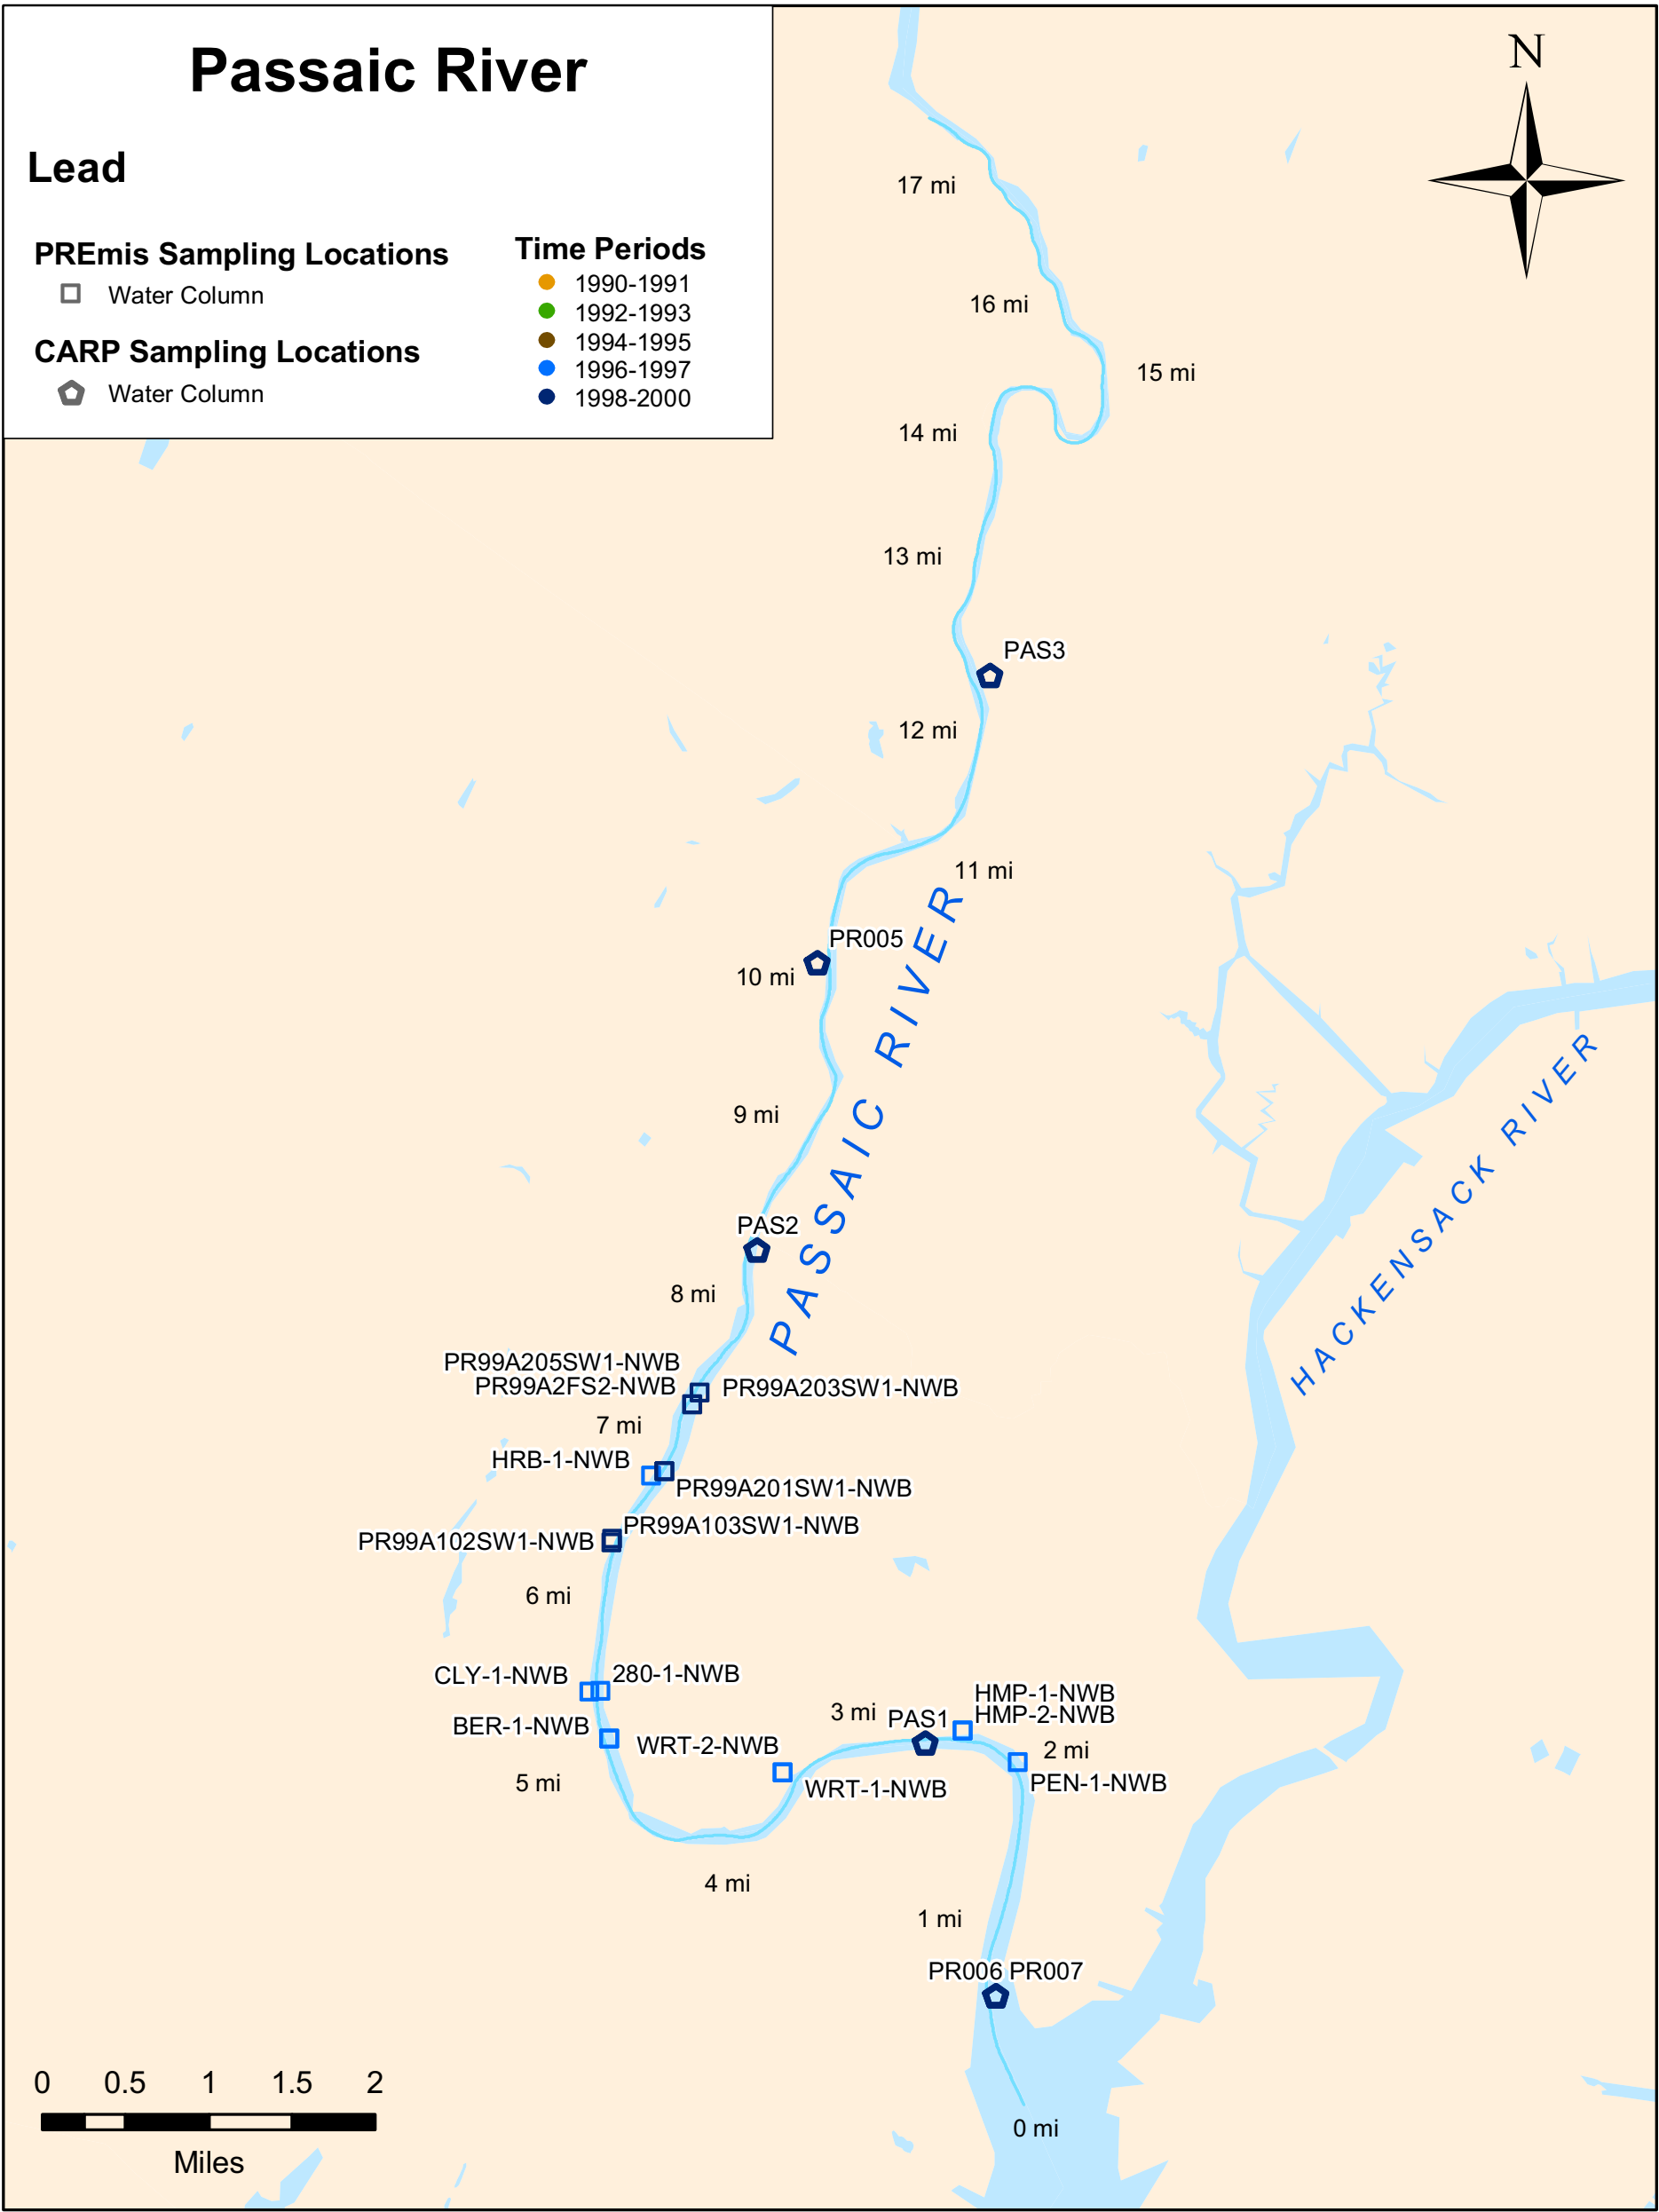 Passaic River
Lead
PREmis Sampling Locations
Water Column
CARP Sampling Locations
Water Column
Time Periods
1990-1991
1992-1993
1994-1995
1996-1997
1998-2000
N
17 mi
16 mi
15 mi
14 mi
13 mi
PAS3
12 mi
11 mi
PR005
10 mi
PASSAIC RIVER
HACKENSACK RIVER
9 mi
PAS2
8 mi
PR99A205SW1-NWB
PR99A2FS2-NWB
PR99A203SW1-NWB
7 mi
HRB-1-NWB
PR99A201SW1-NWB
PR99A103SW1-NWB
PR99A102SW1-NWB
6 mi
CLY-1-NWB
280-1-NWB
BER-1-NWB
5 mi
WRT-2-NWB
WRT-1-NWB
3 mi
PAS1
HMP-1-NWB
HMP-2-NWB
2 mi
PEN-1-NWB
4 mi
1 mi
PR006 PR007
0 mi
0 0.5 1 1.5 2
Miles